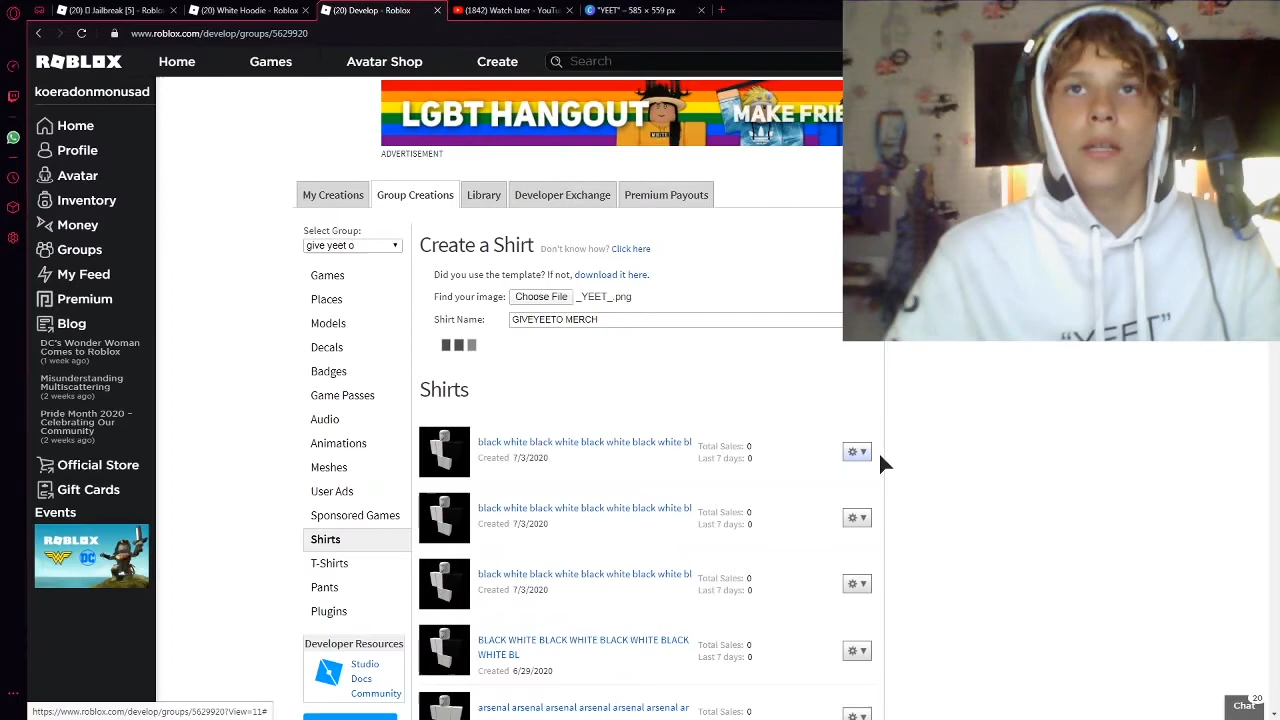 (20) Jailbreak [5] - Roblox
(20) White Hoodie - Roblox
(20) Develop - Roblox
(1842) Watch later - YouTu
"YEET" – 585 × 559 px
www.roblox.com/develop/groups/5629920
ROBLOX
Home
Games
Avatar Shop
Create
Search
koeradonmonusad
Home
Profile
Avatar
Inventory
Money
Groups
My Feed
Premium
Blog
DC's Wonder Woman
Comes to Roblox
(1 week ago)
Misunderstanding
Multiscattering
(2 weeks ago)
Pride Month 2020 –
Celebrating Our
Community
(2 weeks ago)
Official Store
Gift Cards
Events
ROBLOX
DC
LGBT HANGOUT
WHITE
MAKE FRIE
ADVERTISEMENT
My Creations
Group Creations
Library
Developer Exchange
Premium Payouts
Select Group:
give yeet o
Games
Places
Models
Decals
Badges
Game Passes
Audio
Animations
Meshes
User Ads
Sponsored Games
Shirts
T-Shirts
Pants
Plugins
Developer Resources
Studio
Docs
Community
Create a Shirt
Don't know how? Click here
Did you use the template? If not, download it here.
Find your image: Choose File _YEET_.png
Shirt Name: GIVEYEETO MERCH
Shirts
black white black white black white black white bl
Created 7/3/2020
Total Sales: 0
Last 7 days: 0
black white black white black white black white bl
Created 7/3/2020
Total Sales: 0
Last 7 days: 0
black white black white black white black white bl
Created 7/3/2020
Total Sales: 0
Last 7 days: 0
BLACK WHITE BLACK WHITE BLACK WHITE BLACK
WHITE BL
Created 6/29/2020
Total Sales: 0
Last 7 days: 0
arsenal arsenal arsenal arsenal arsenal arsenal ar
Total Sales: 0
"YEET"
20
Chat
https://www.roblox.com/develop/groups/5629920?View=11#